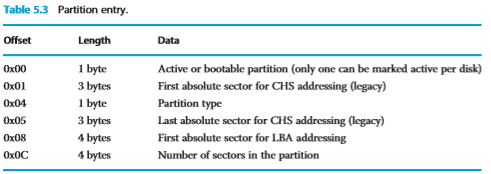 Table 5.3 Partition entry.
Offset Length Data
0x00 1 byte Active or bootable partition (only one can be marked active per disk)
0x01 3 bytes First absolute sector for CHS addressing (legacy)
0x04 1 byte Partition type
0x05 3 bytes Last absolute sector for CHS addressing (legacy)
0x08 4 bytes First absolute sector for LBA addressing
0x0C 4 bytes Number of sectors in the partition